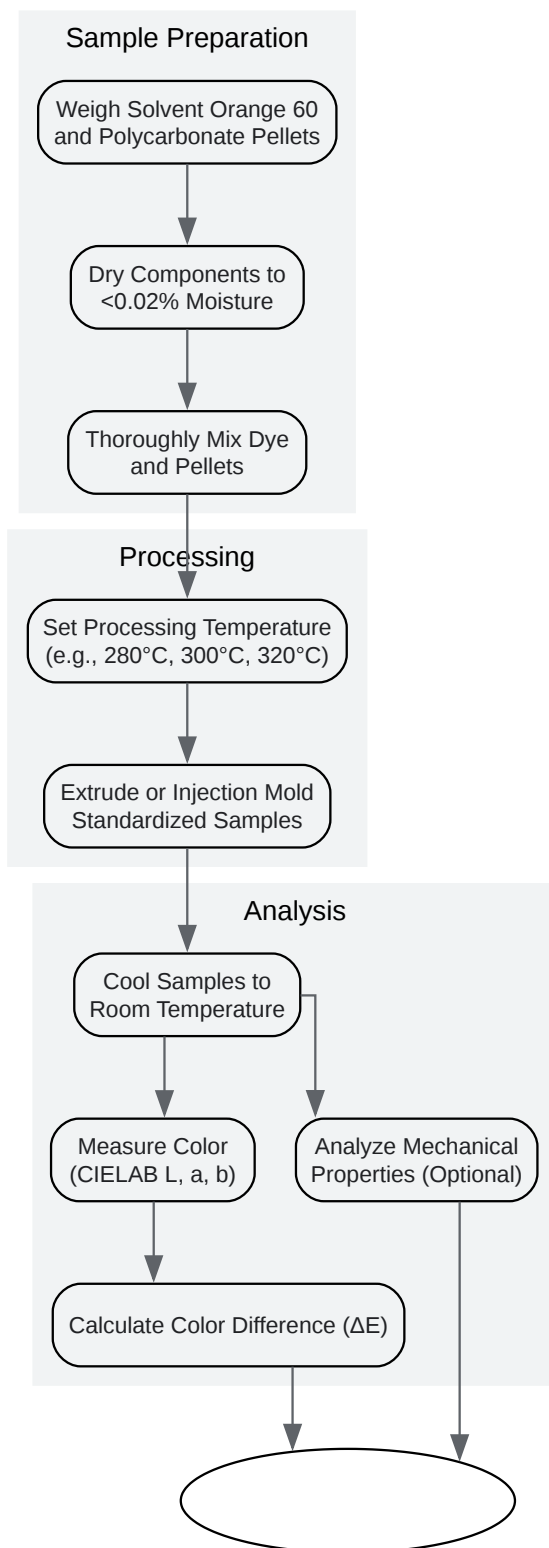 Sample Preparation
Weigh Solvent Orange 60
and Polycarbonate Pellets
Dry Components to
<0.02% Moisture
Thoroughly Mix Dye
and Pellets
Processing
Set Processing Temperature
(e.g., 280°C, 300°C, 320°C)
Extrude or Injection Mold
Standardized Samples
Analysis
Cool Samples to
Room Temperature
Measure Color
(CIELAB L, a, b)
Analyze Mechanical
Properties (Optional)
Calculate Color Difference (ΔE)